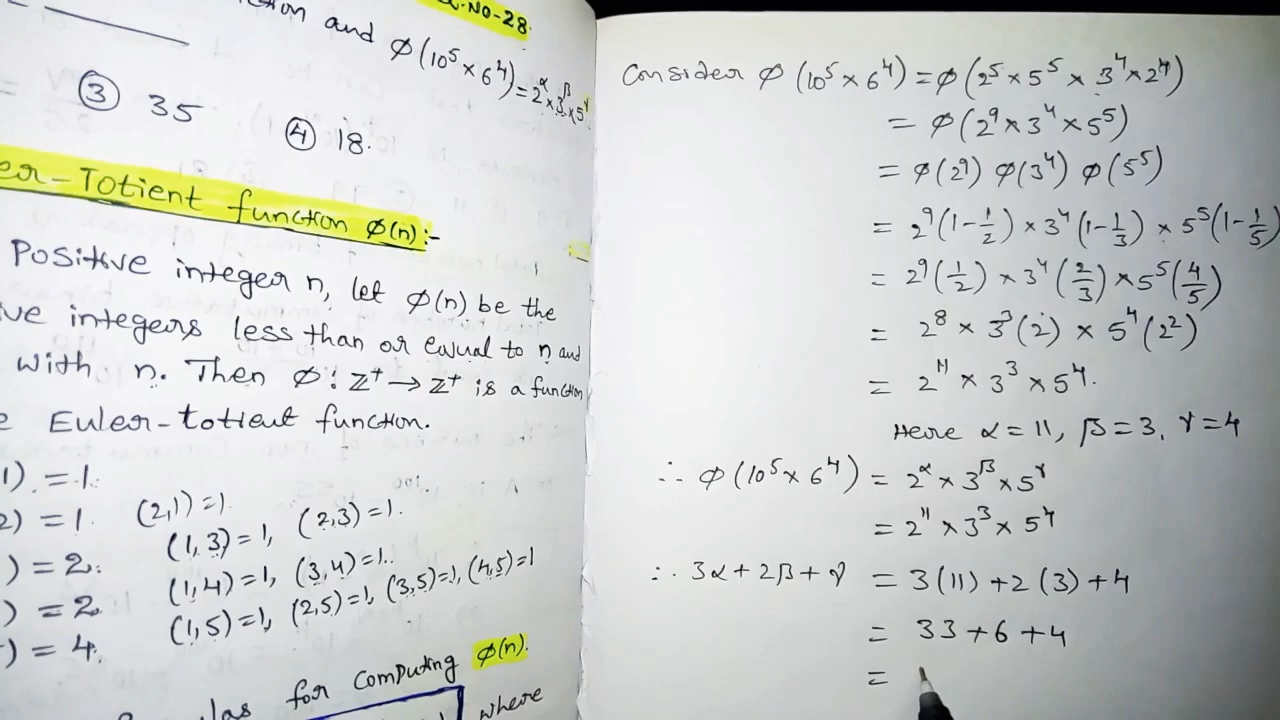 Q.NO-28.
and φ(10⁵×6⁴)=2^α×3^β×5^γ.
③ 35
④ 18.
er-Totient function φ(n):-
Positive integer n, let φ(n) be the
ve integers less than or equal to n and
with n. Then φ: Z⁺→Z⁺ is a function
Euler-totient function.
1) = 1.
2) = 1. (2,1)=1.
) = 2. (1,3)=1, (2,3)=1.
) = 2 (1,4)=1, (3,4)=1.
) = 4. (1,5)=1, (2,5)=1, (3,5)=1, (4,5)=1
las for computing φ(n).
where
Consider φ(10⁵×6⁴)=φ(2⁵×5⁵×3⁴×2⁴)
= φ(2⁹×3⁴×5⁵)
= φ(2⁹) φ(3⁴) φ(5⁵)
= 2⁹(1-1/2)×3⁴(1-1/3)×5⁵(1-1/5)
= 2⁹(1/2)×3⁴(2/3)×5⁵(4/5)
= 2⁸×3³(2)×5⁴(2²)
= 2¹¹×3³×5⁴.
Here α=11, β=3, γ=4
∴ φ(10⁵×6⁴) = 2^α×3^β×5^γ
= 2¹¹×3³×5⁴
∴ 3α+2β+γ = 3(11)+2(3)+4
= 33+6+4
=